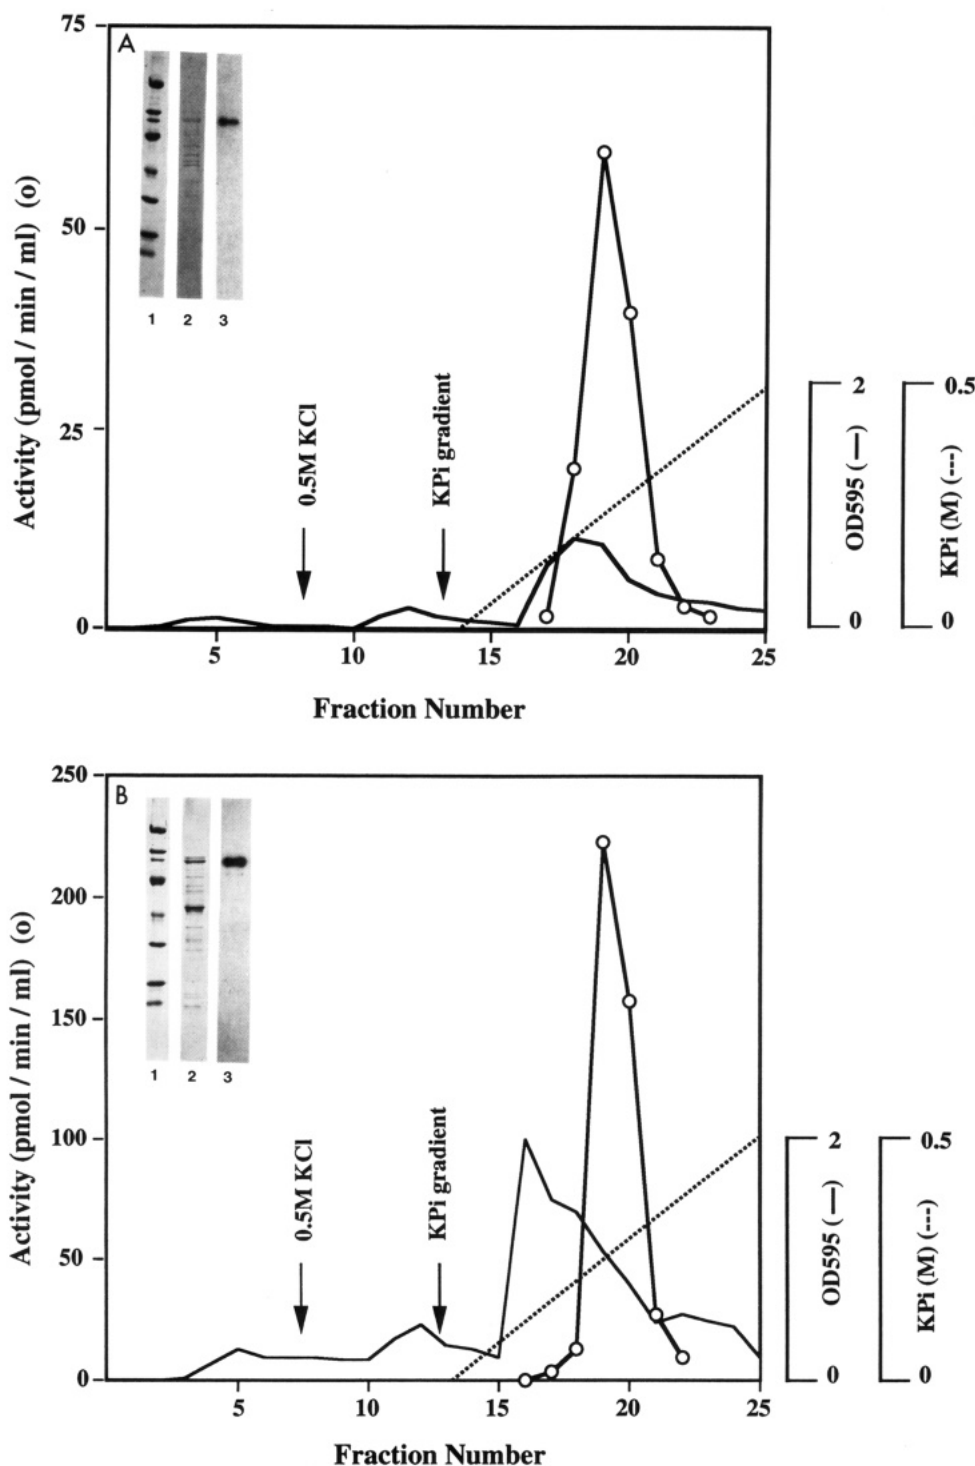 A
75
50
25
0
Activity (pmol / min / ml) (o)
1 2 3
0.5M KCl
KPi gradient
5 10 15 20 25
Fraction Number
2
0
OD595 (—)
0.5
0
KPi (M) (---)
B
250
200
150
100
50
0
Activity (pmol / min / ml) (o)
1 2 3
0.5M KCl
KPi gradient
5 10 15 20 25
Fraction Number
2
0
OD595 (—)
0.5
0
KPi (M) (---)